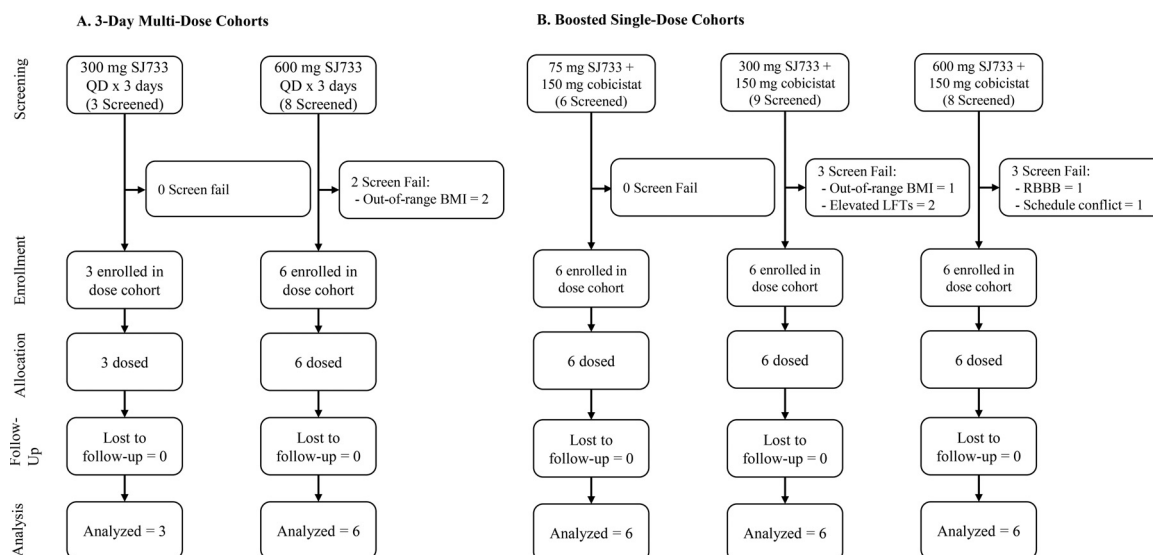 A. 3-Day Multi-Dose Cohorts
B. Boosted Single-Dose Cohorts
Screening
300 mg SJ733
QD x 3 days
(3 Screened)
600 mg SJ733
QD x 3 days
(8 Screened)
75 mg SJ733 +
150 mg cobicistat
(6 Screened)
300 mg SJ733 +
150 mg cobicistat
(9 Screened)
600 mg SJ733 +
150 mg cobicistat
(8 Screened)
0 Screen fail
2 Screen Fail:
- Out-of-range BMI = 2
0 Screen Fail
3 Screen Fail:
- Out-of-range BMI = 1
- Elevated LFTs = 2
3 Screen Fail:
- RBBB = 1
- Schedule conflict = 1
Enrollment
3 enrolled in
dose cohort
6 enrolled in
dose cohort
6 enrolled in
dose cohort
6 enrolled in
dose cohort
6 enrolled in
dose cohort
Allocation
3 dosed
6 dosed
6 dosed
6 dosed
6 dosed
Follow-
Up
Lost to
follow-up = 0
Lost to
follow-up = 0
Lost to
follow-up = 0
Lost to
follow-up = 0
Lost to
follow-up = 0
Analysis
Analyzed = 3
Analyzed = 6
Analyzed = 6
Analyzed = 6
Analyzed = 6